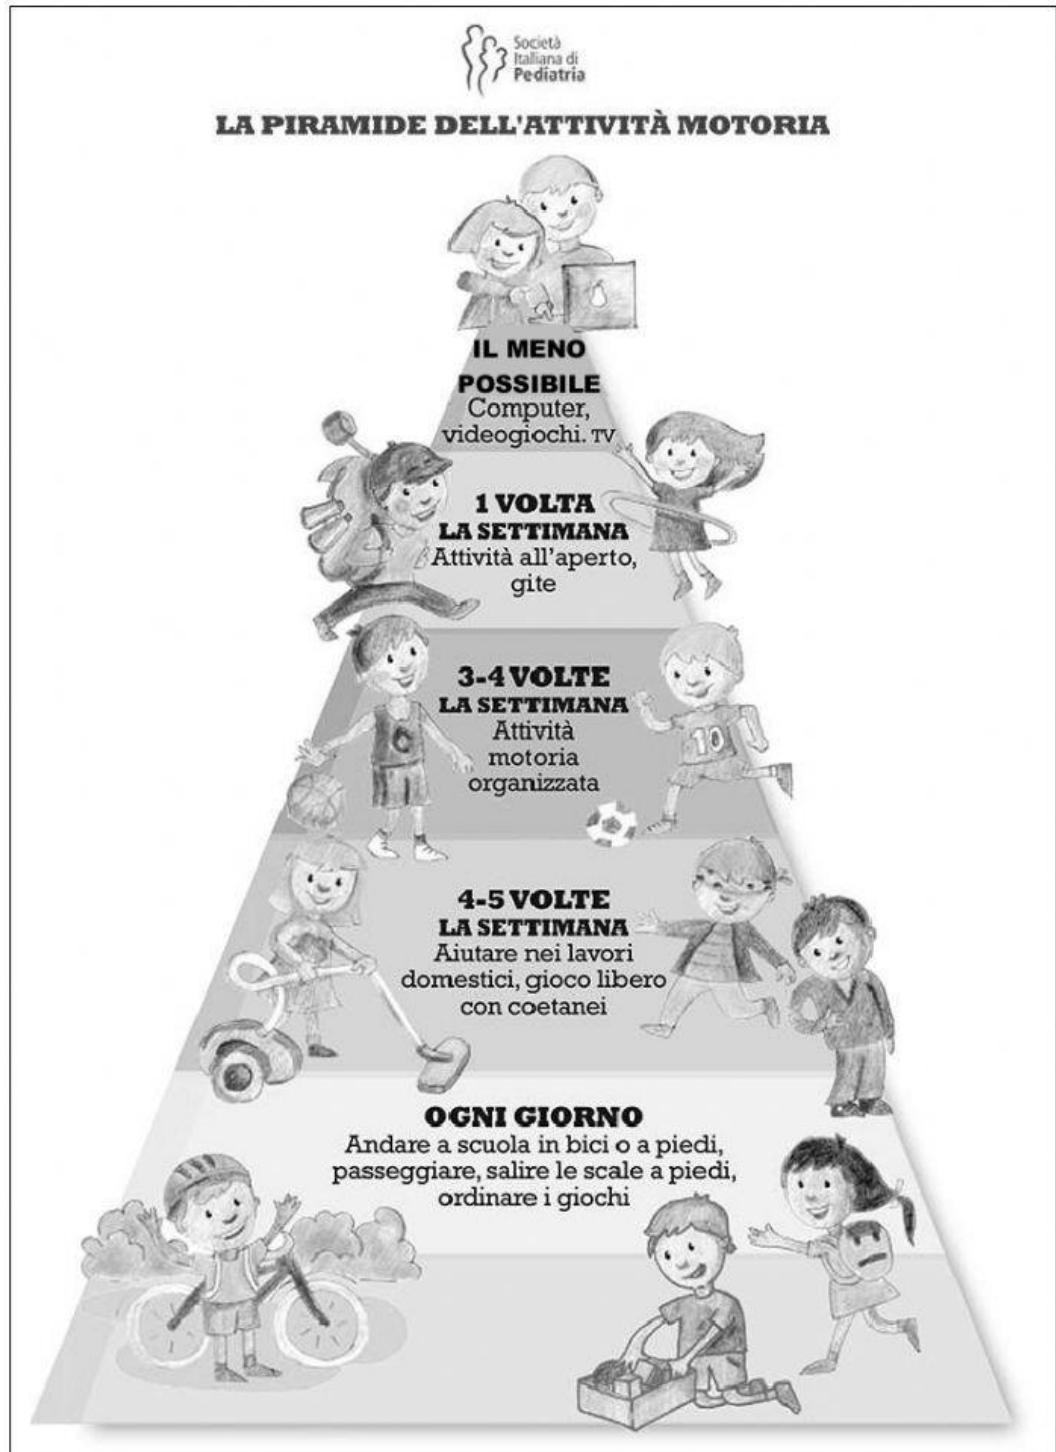 Società
Italiana di
Pediatria
LA PIRAMIDE DELL'ATTIVITÀ MOTORIA
IL MENO
POSSIBILE
Computer,
videogiochi. TV
1 VOLTA
LA SETTIMANA
Attività all'aperto,
gite
3-4 VOLTE
LA SETTIMANA
Attività
motoria
organizzata
6
10
4-5 VOLTE
LA SETTIMANA
Aiutare nei lavori
domestici, gioco libero
con coetanei
OGNI GIORNO
Andare a scuola in bici o a piedi,
passeggiare, salire le scale a piedi,
ordinare i giochi